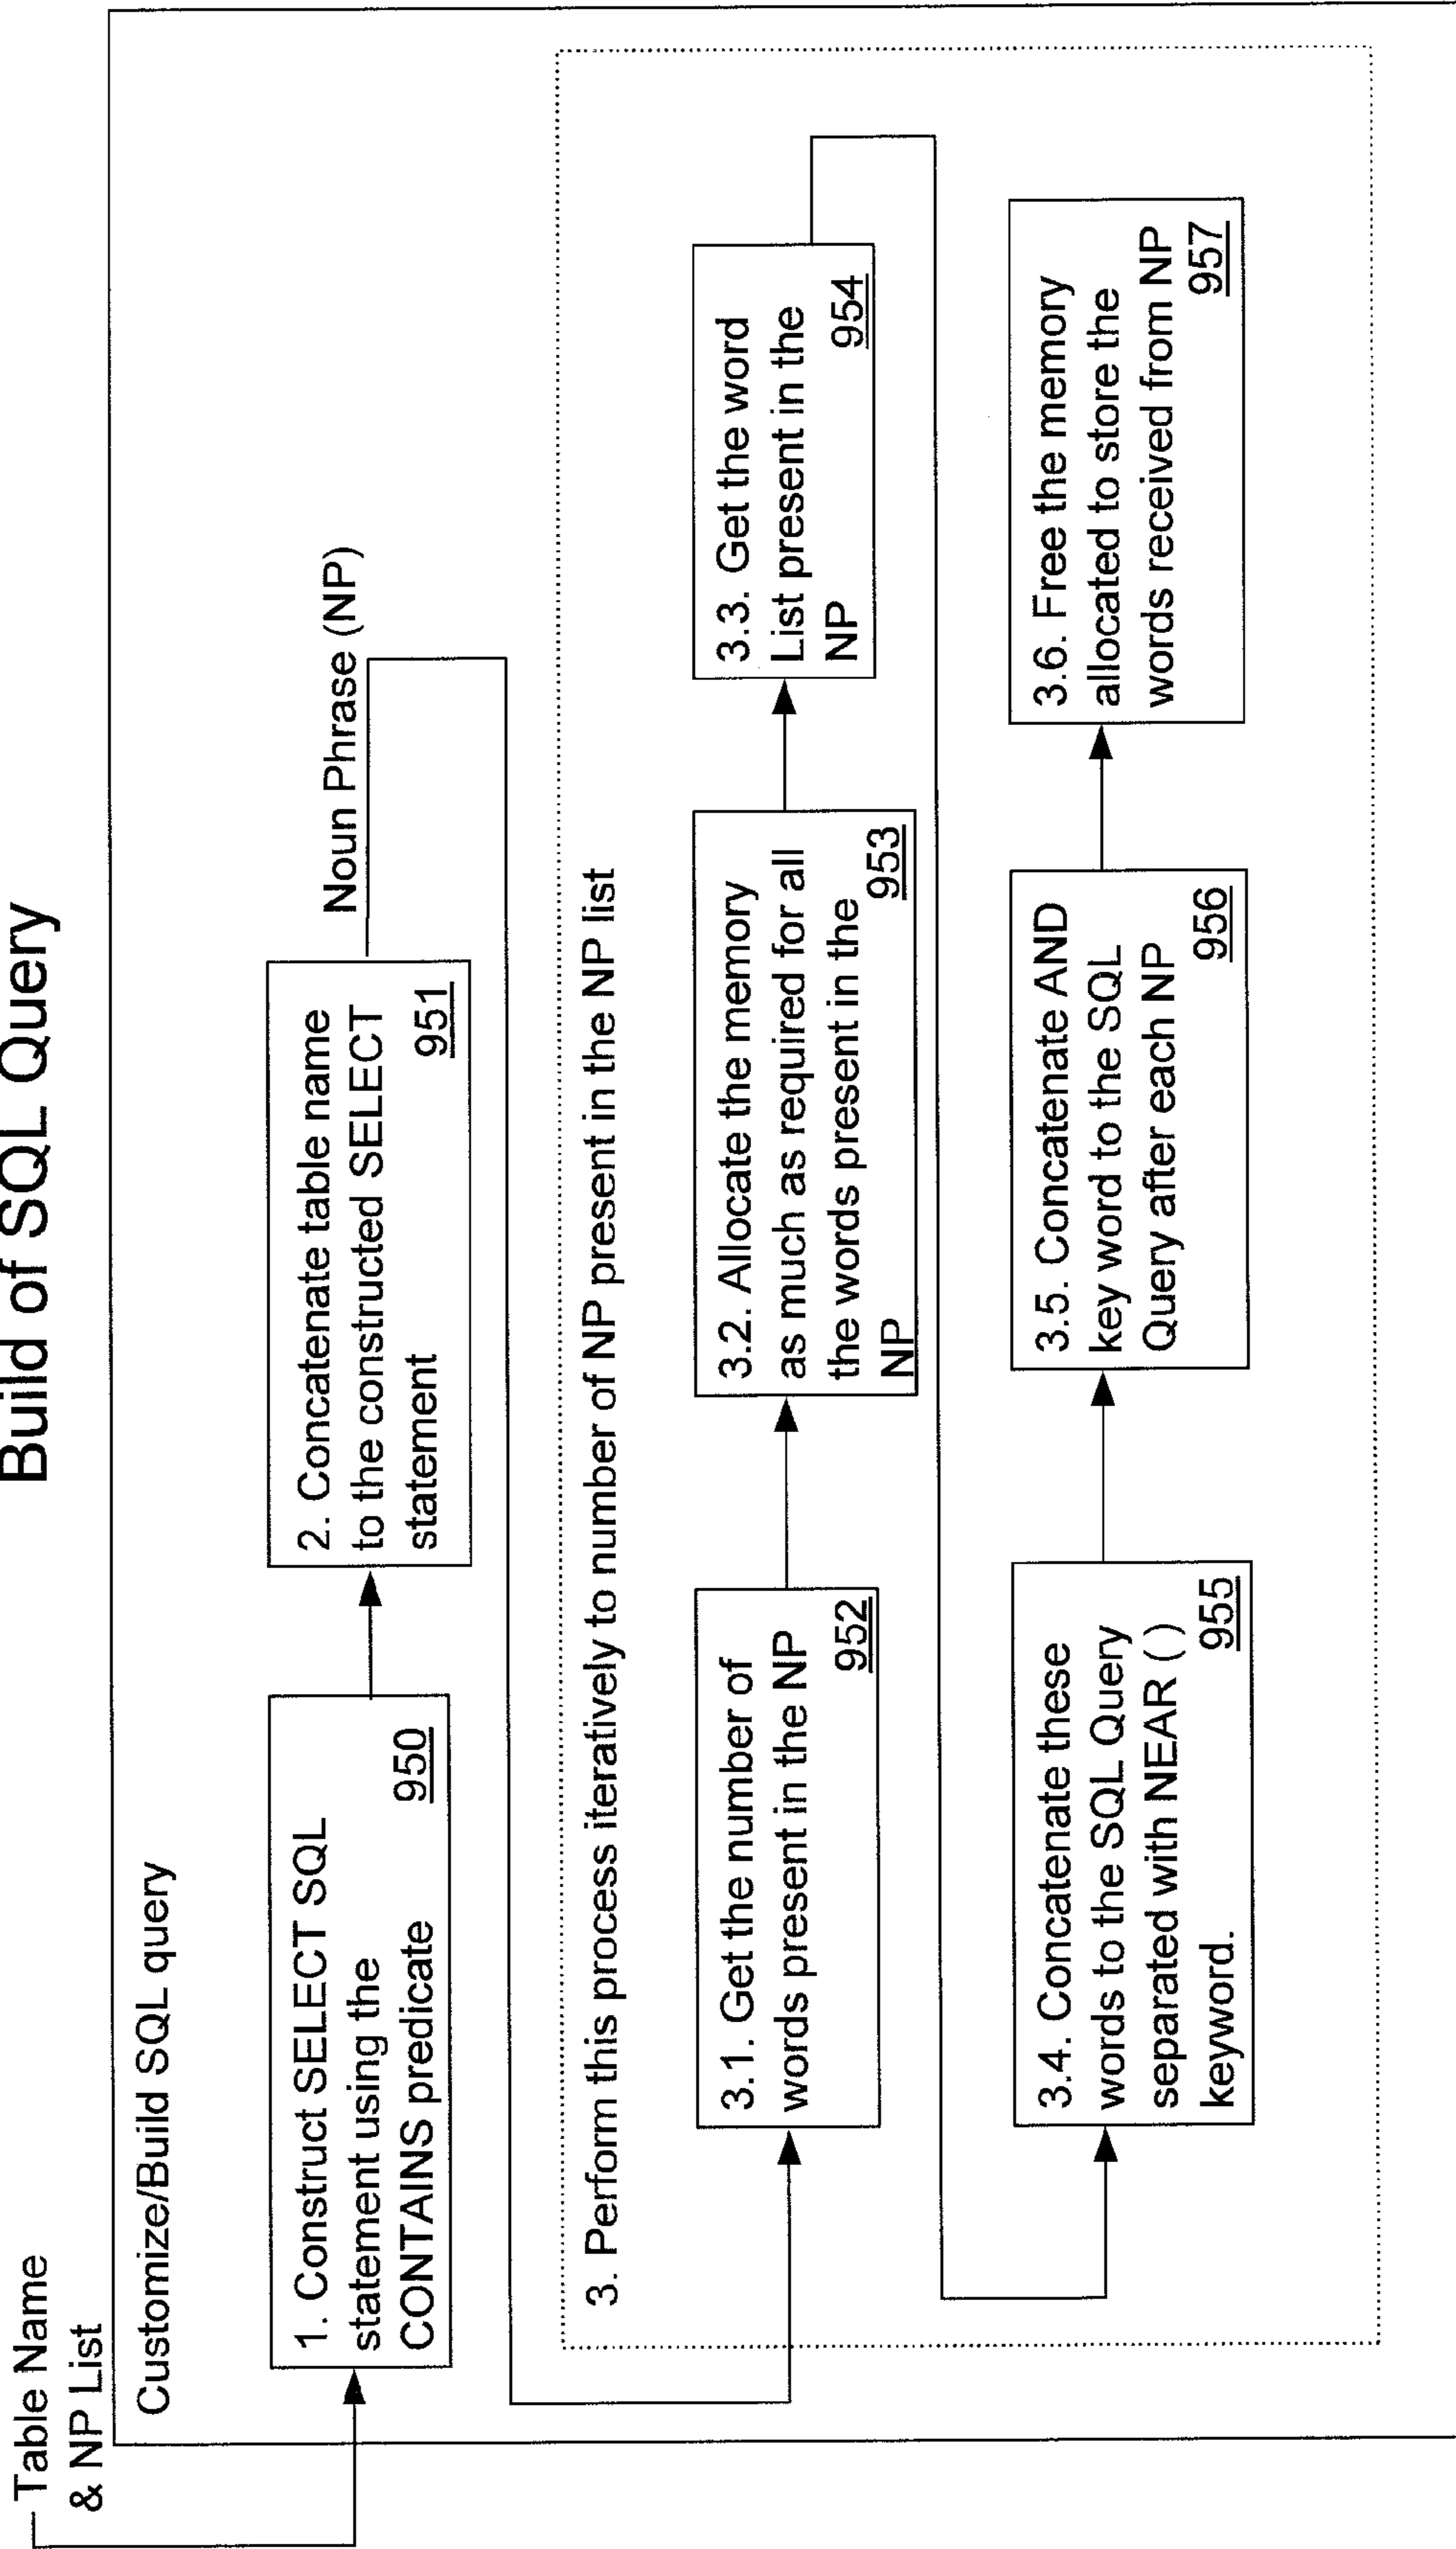 Build of SQL Query
Table Name
& NP List
Customize/Build SQL query
1. Construct SELECT SQL
statement using the
CONTAINS predicate
950
2. Concatenate table name
to the constructed SELECT
statement
951
Noun Phrase (NP)
3. Perform this process iteratively to number of NP present in the NP list
3.1. Get the number of
words present in the NP
952
3.2. Allocate the memory
as much as required for all
the words present in the
NP
953
3.3. Get the word
List present in the
NP
954
3.4. Concatenate these
words to the SQL Query
separated with NEAR ( )
keyword.
955
3.5. Concatenate AND
key word to the SQL
Query after each NP
956
3.6. Free the memory
allocated to store the
words received from NP
957